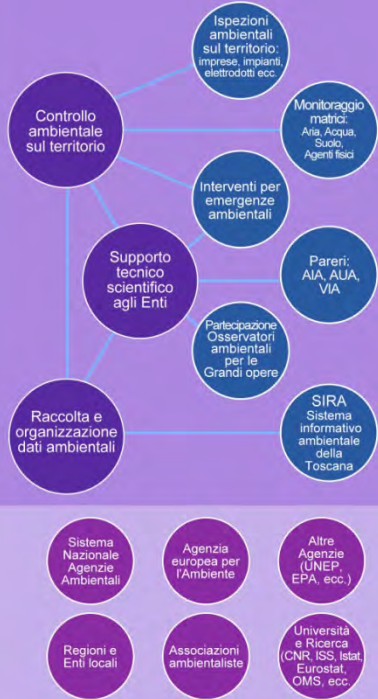 Ispezioni
ambientali
sul territorio:
imprese, impianti,
elettrodotti ecc.
Controllo
ambientale
sul territorio
Monitoraggio
matrici:
Aria, Acqua,
Suolo,
Agenti fisici
Interventi per
emergenze
ambientali
Supporto
tecnico
scientifico
agli Enti
Pareri:
AIA, AUA,
VIA
Partecipazione
Osservatori
ambientali
per le
Grandi opere
Raccolta e
organizzazione
dati ambientali
SIRA
Sistema
informativo
ambientale
della
Toscana
Sistema
Nazionale
Agenzie
Ambientali
Agenzia
europea per
l'Ambiente
Altre
Agenzie
(UNEP,
EPA, ecc.)
Regioni e
Enti locali
Associazioni
ambientaliste
Università
e Ricerca
(CNR, ISS, Istat,
Eurostat,
OMS, ecc.